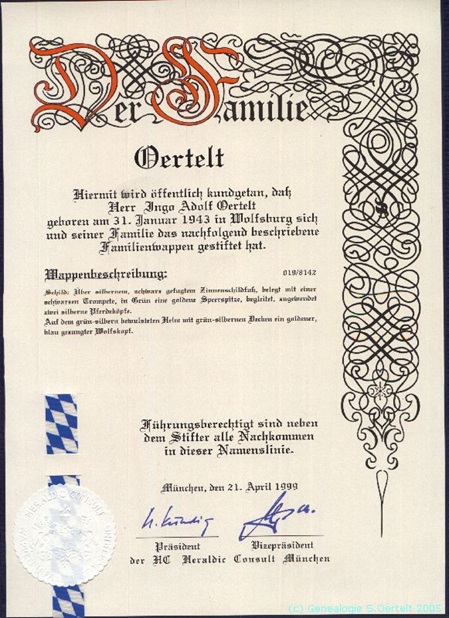 Der Familie
Oertelt
Hiermit wird öffentlich kundgetan, daß
Herr Ingo Adolf Oertelt
geboren am 31. Januar 1943 in Wolfsburg sich
und seiner Familie das nachfolgend beschriebene
Familienwappen gestiftet hat.
Wappenbeschreibung: 019/8142
Schild: Über silbernem, schwarz gefugtem Zinnenschildfuß, belegt mit einer
schwarzen Trompete, in Grün eine goldene Speerspitze, begleitet, zugewendet
zwei silberne Pferdeköpfe.
Auf dem grün-silbern bewulsteten Helm mit grün-silbernen Decken ein goldener,
blau gezungter Wolfskopf.
Führungsberechtigt sind neben
dem Stifter alle Nachkommen
in dieser Namenslinie.
München, den 21. April 1999
Präsident Vizepräsident
der HC Heraldic Consult München
(c) Genealogie S.Oertelt 2005